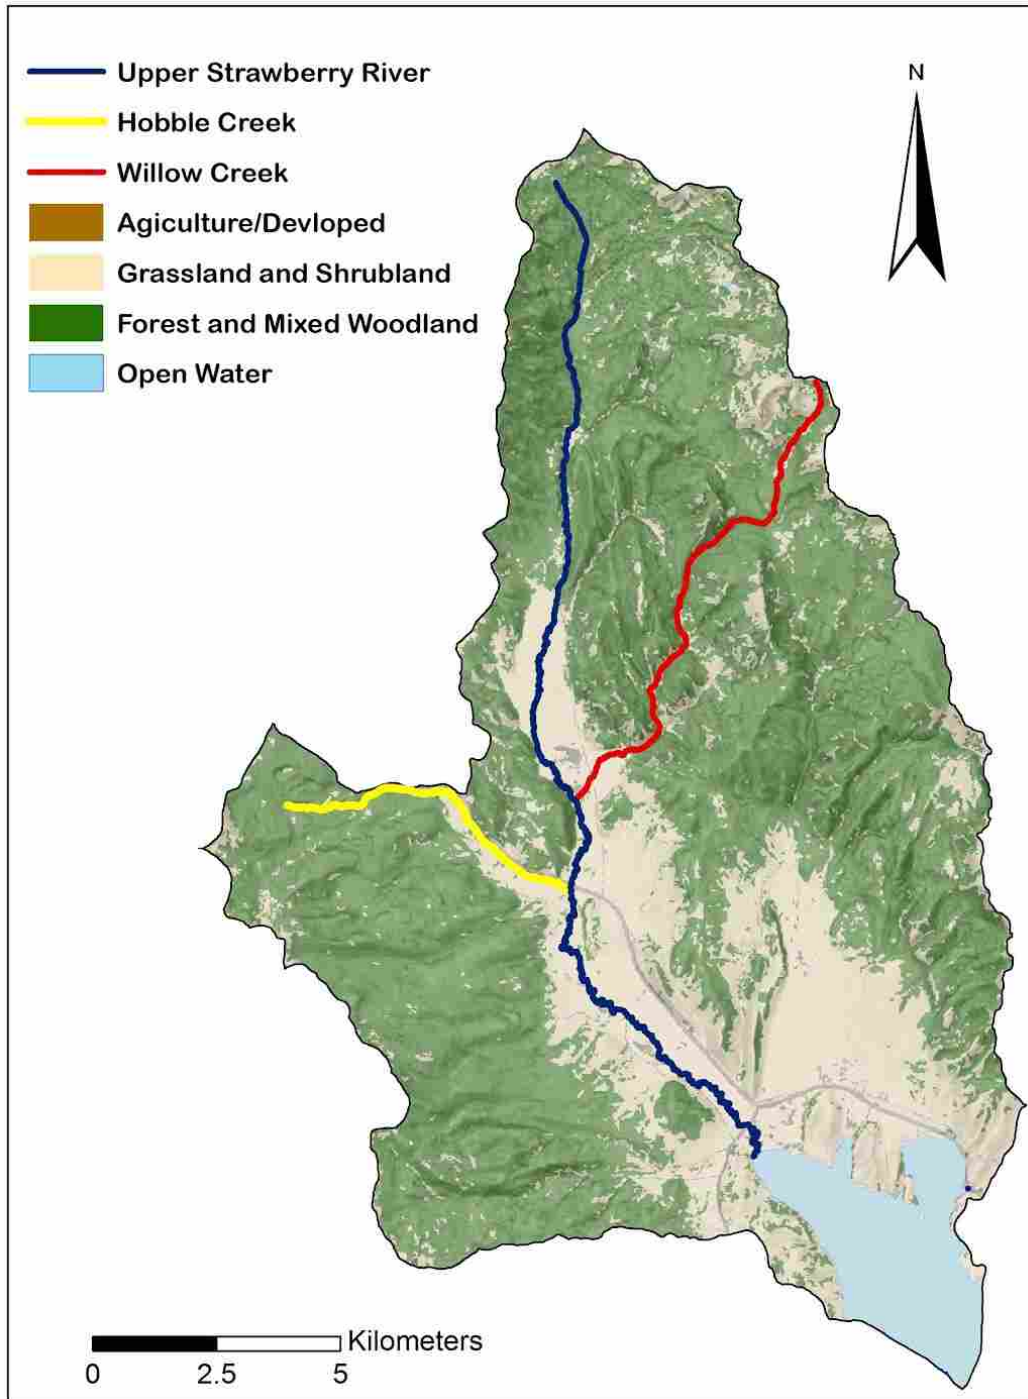 Upper Strawberry River
Hobble Creek
Willow Creek
Agiculture/Devloped
Grassland and Shrubland
Forest and Mixed Woodland
Open Water
N
Kilometers
0 2.5 5